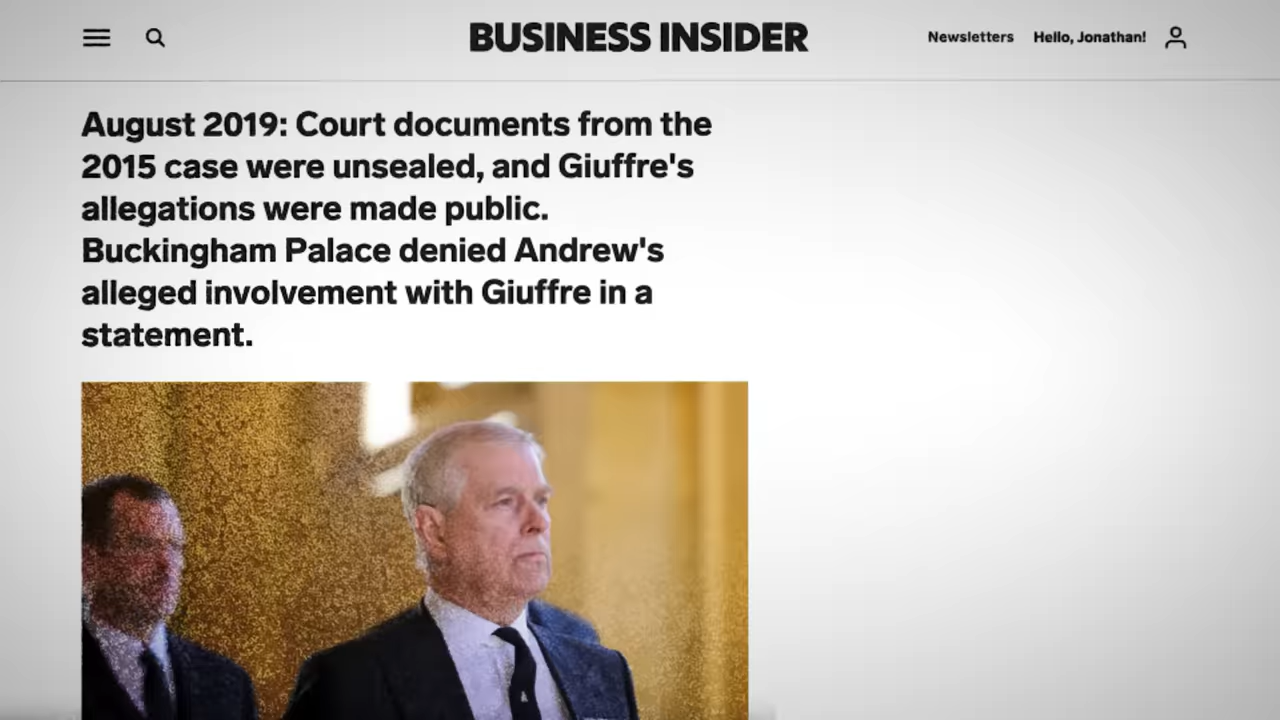 BUSINESS INSIDER
Newsletters
Hello, Jonathan!
August 2019: Court documents from the
2015 case were unsealed, and Giuffre's
allegations were made public.
Buckingham Palace denied Andrew's
alleged involvement with Giuffre in a
statement.